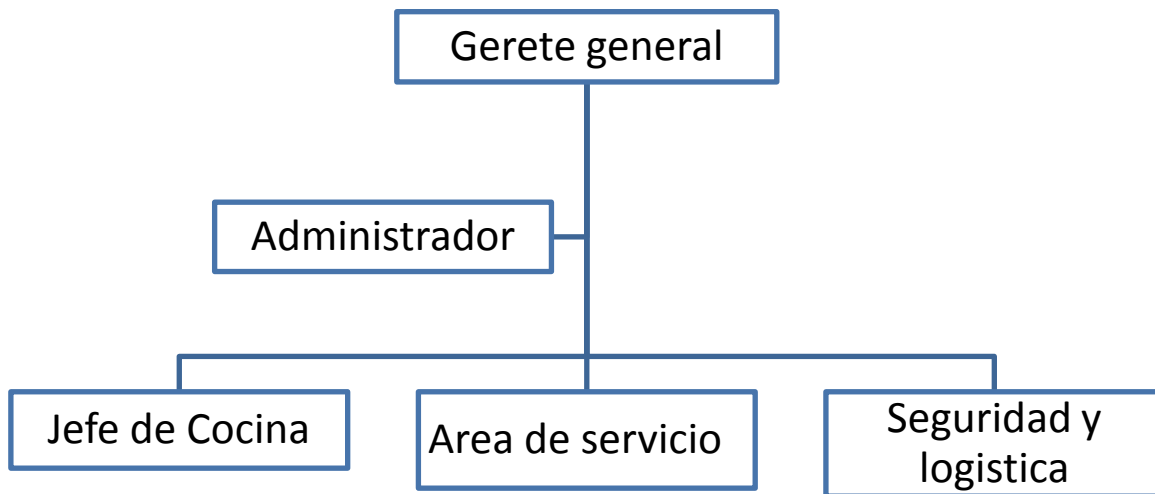 Gerete general
Administrador
Jefe de Cocina
Area de servicio
Seguridad y
logistica